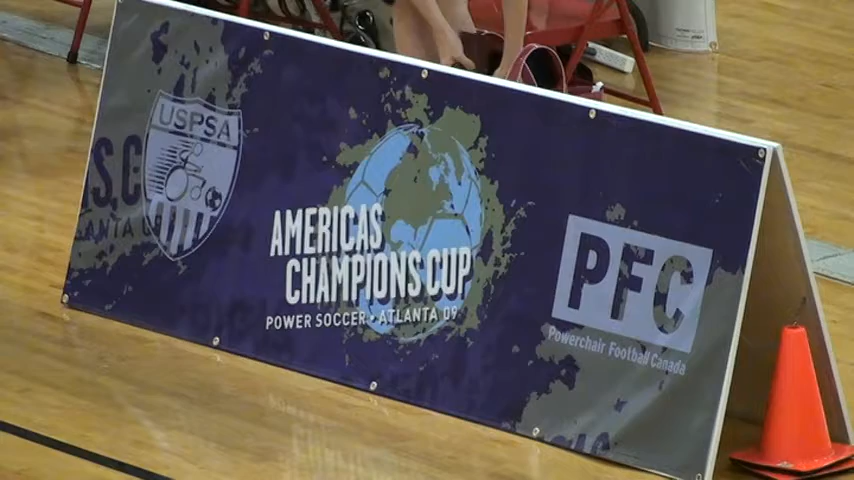 USPSA
AMERICAS
CHAMPIONS CUP
POWER SOCCER • ATLANTA 09
PFC
Powerchair Football Canada